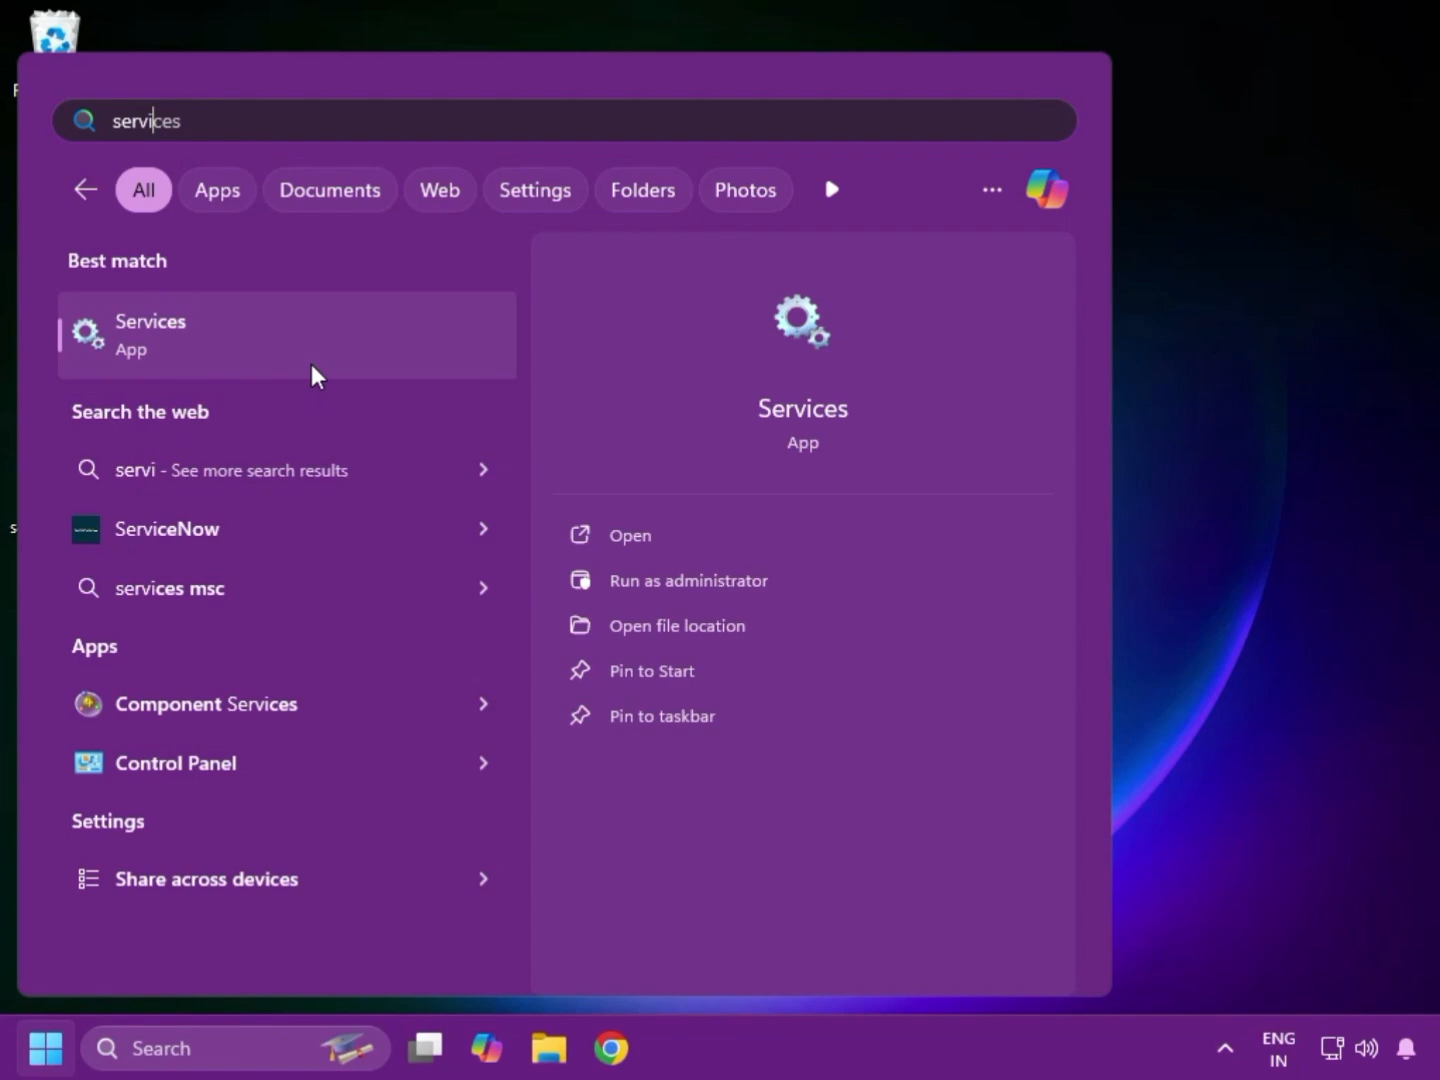 services
All
Apps
Documents
Web
Settings
Folders
Photos
Best match
Services
App
Search the web
servi - See more search results
ServiceNow
services msc
Apps
Component Services
Control Panel
Settings
Share across devices
Services
App
Open
Run as administrator
Open file location
Pin to Start
Pin to taskbar
Search
ENG
IN